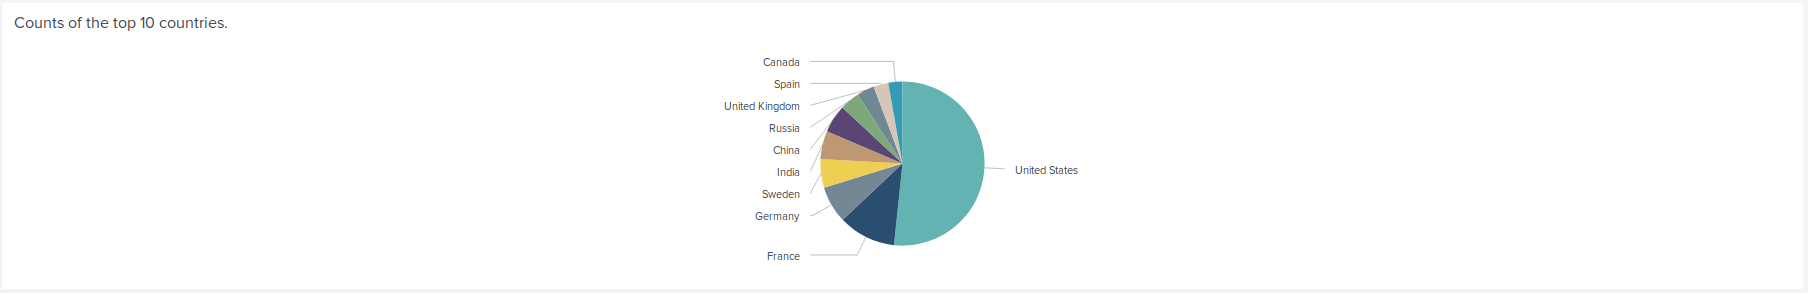 Counts of the top 10 countries.
Canada
Spain
United Kingdom
Russia
China
India
United States
Sweden
Germany
France